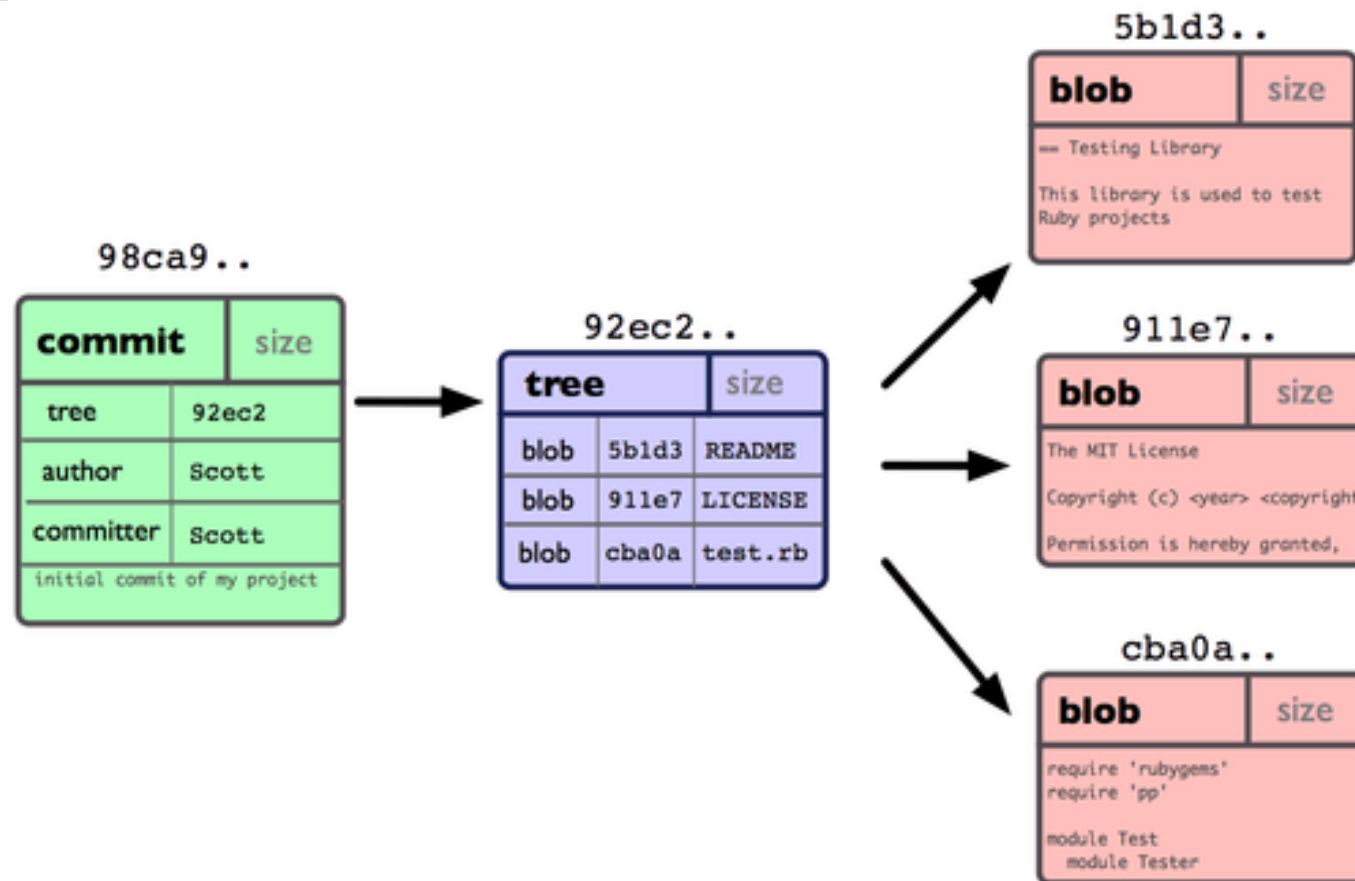 98ca9..
commit size
tree 92ec2
author Scott
committer Scott
initial commit of my project
92ec2..
tree size
blob 5b1d3 README
blob 911e7 LICENSE
blob cba0a test.rb
5b1d3..
blob size
== Testing Library
This library is used to test
Ruby projects
911e7..
blob size
The MIT License
Copyright (c) <year> <copyright
Permission is hereby granted,
cba0a..
blob size
require 'rubygems'
require 'pp'
module Test
module Tester